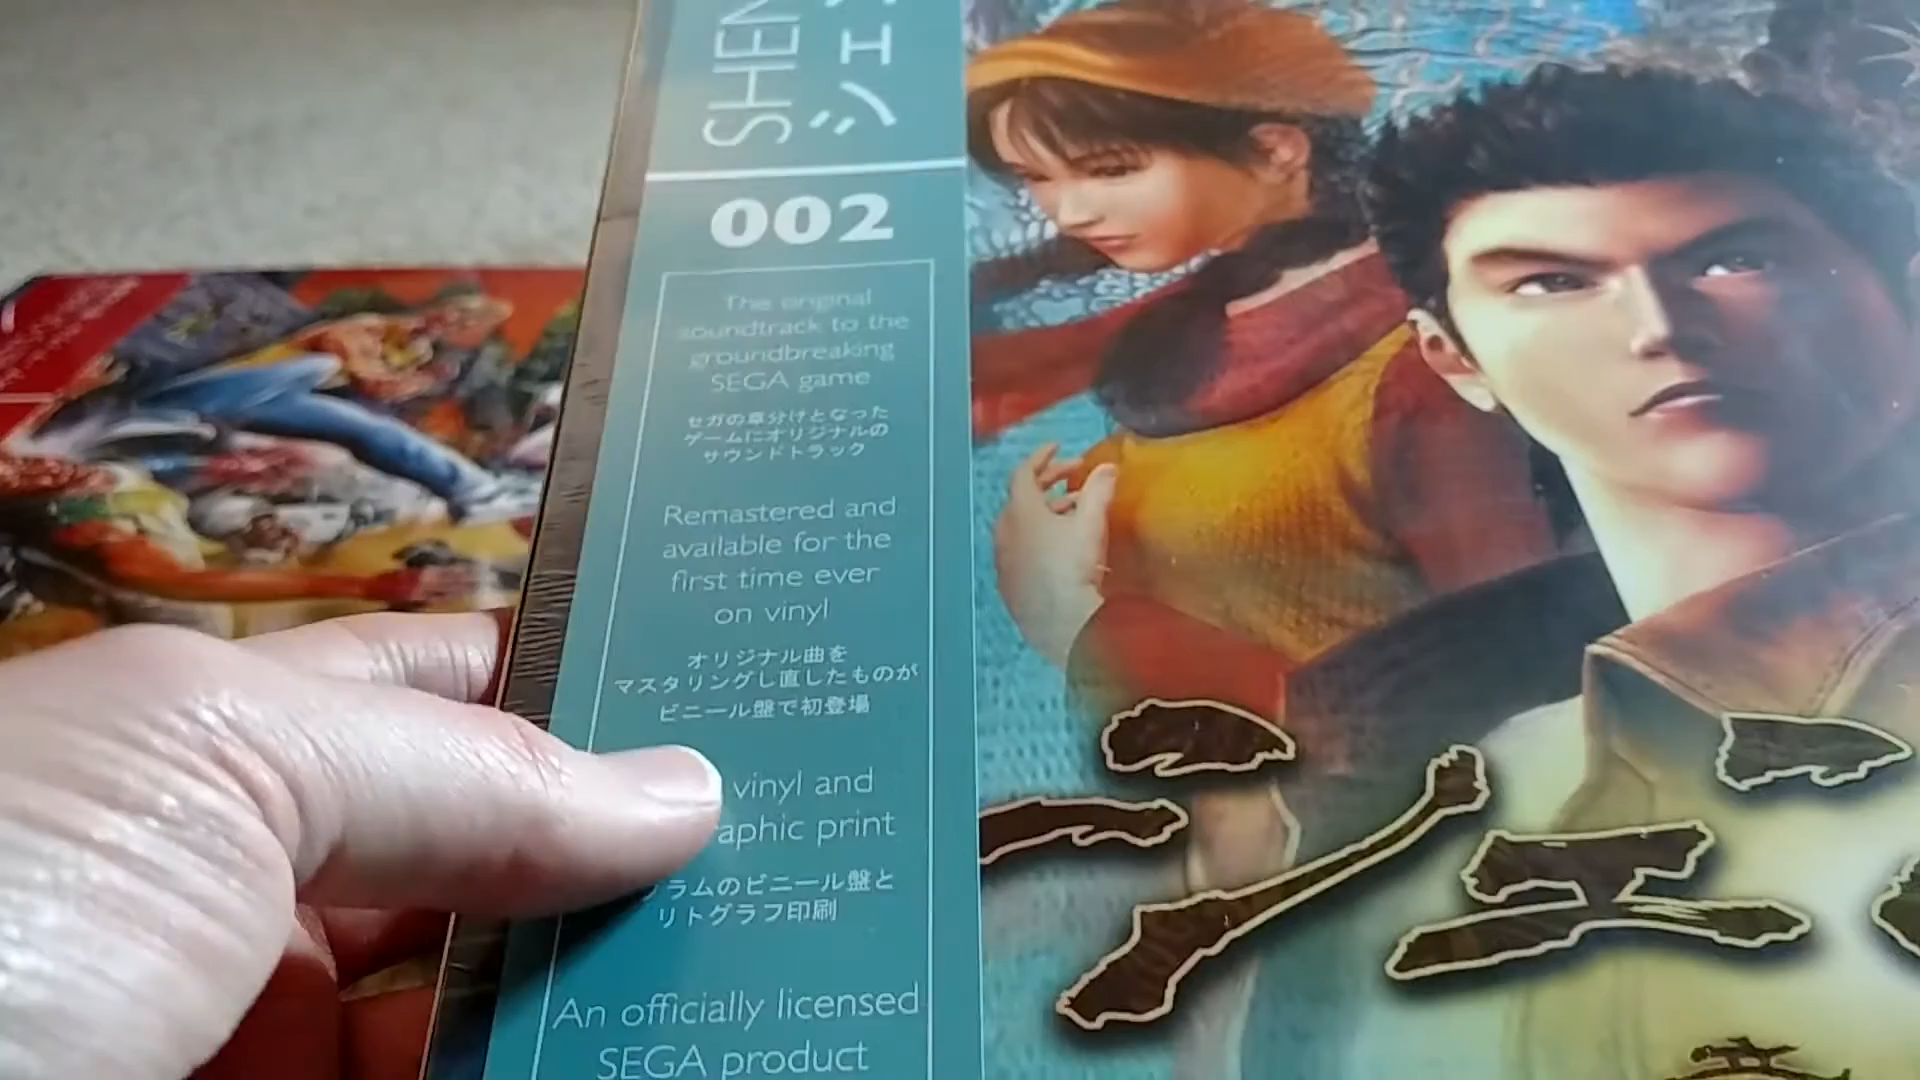 SHEN
シェ
002
The original
soundtrack to the
groundbreaking
SEGA game
セガの草分けとなった
ゲームにオリジナルの
サウンドトラック
Remastered and
available for the
first time ever
on vinyl
オリジナル曲を
マスタリングし直したものが
ビニール盤で初登場
vinyl and
aphic print
ラムのビニール盤と
リトグラフ印刷
An officially licensed
SEGA product
シェ